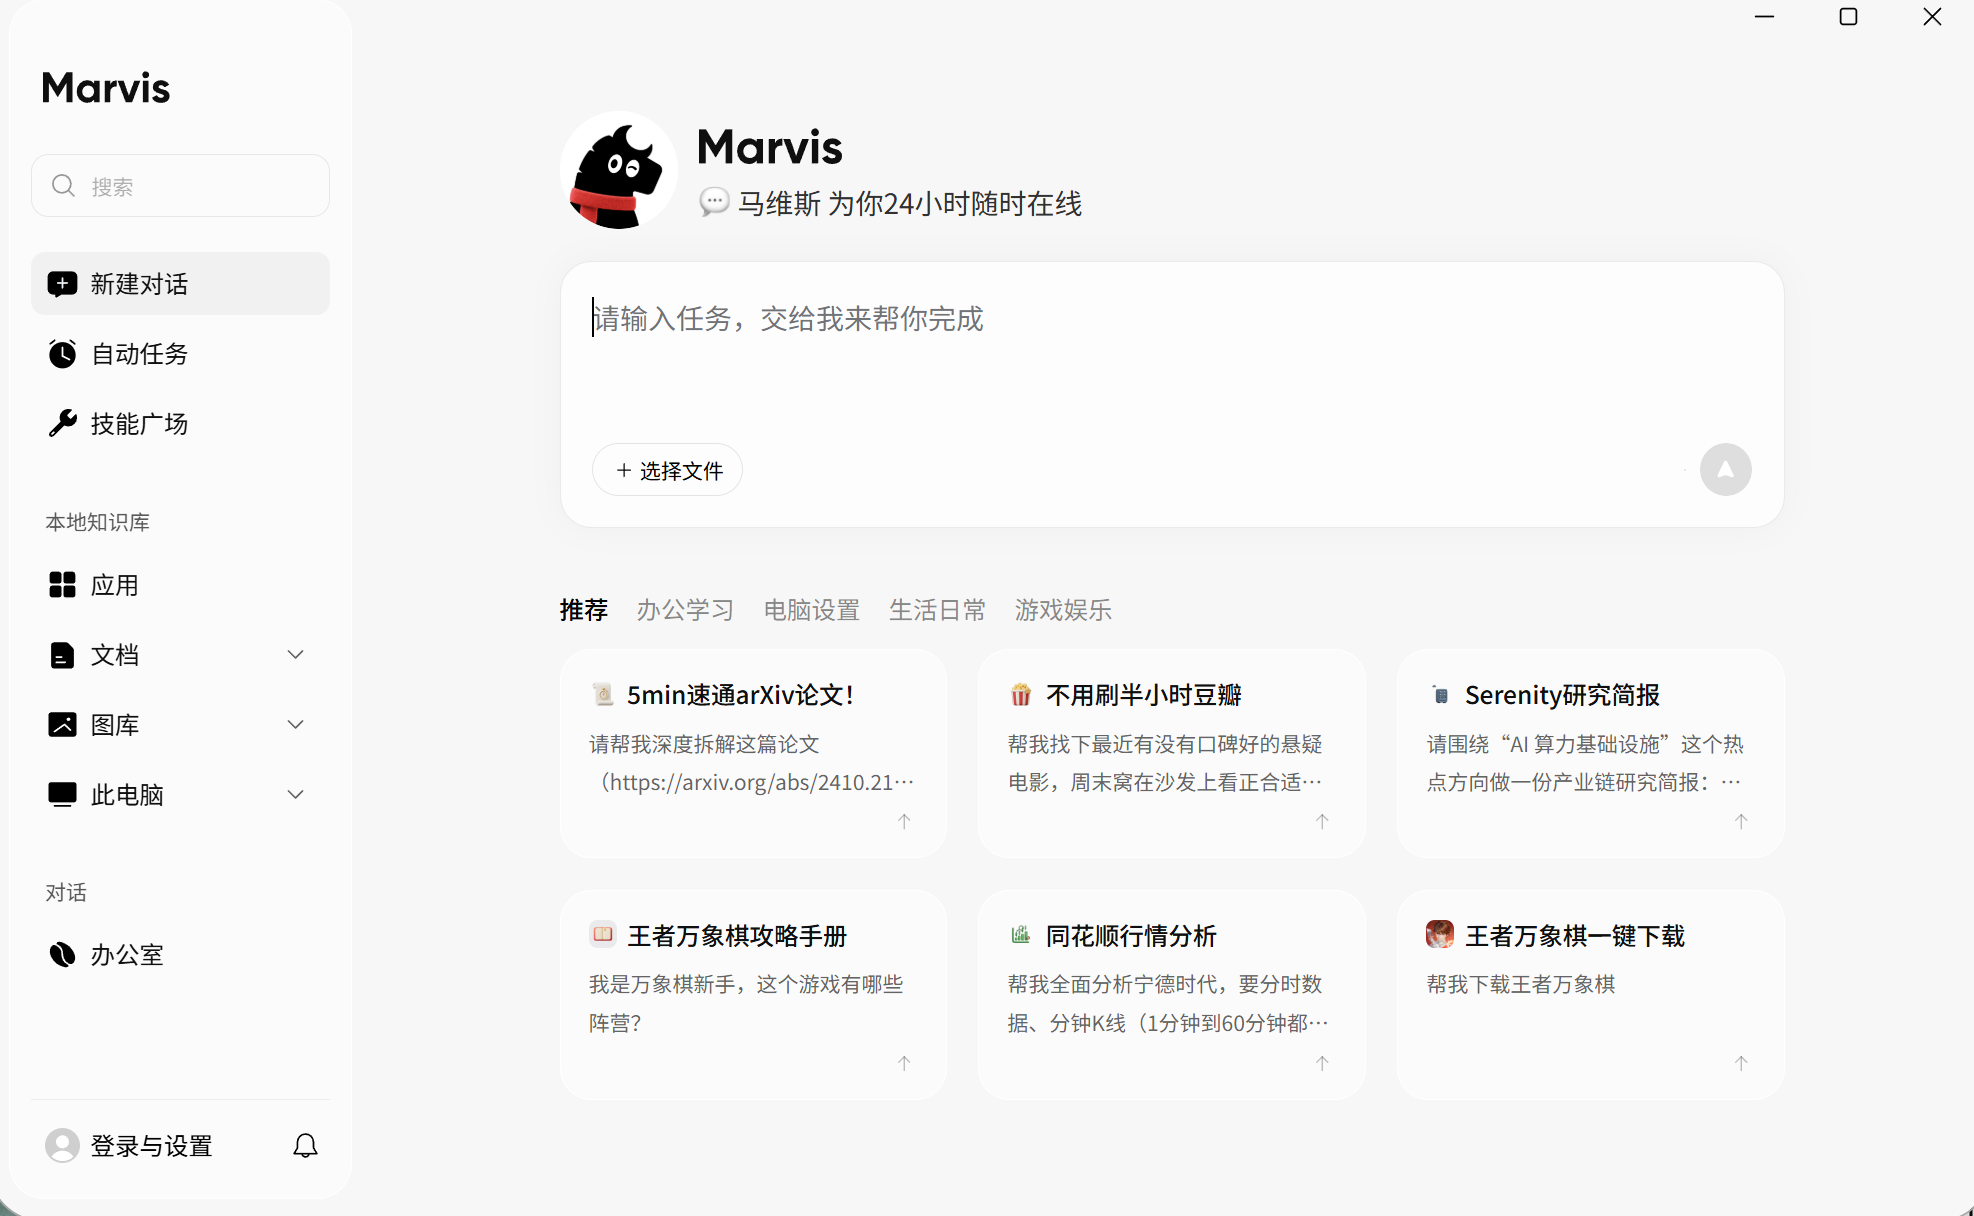 Marvis
搜索
新建对话
自动任务
技能广场
本地知识库
应用
文档
图库
此电脑
对话
办公室
登录与设置
Marvis
马维斯 为你24小时随时在线
请输入任务，交给我来帮你完成
+ 选择文件
推荐 办公学习 电脑设置 生活日常 游戏娱乐
5min速通arXiv论文！
请帮我深度拆解这篇论文
（https://arxiv.org/abs/2410.21…
不用刷半小时豆瓣
帮我找下最近有没有口碑好的悬疑
电影，周末窝在沙发上看正合适…
Serenity研究简报
请围绕“AI 算力基础设施”这个热
点方向做一份产业链研究简报：…
王者万象棋攻略手册
我是万象棋新手，这个游戏有哪些
阵营？
同花顺行情分析
帮我全面分析宁德时代，要分时数
据、分钟K线（1分钟到60分钟都…
王者万象棋一键下载
帮我下载王者万象棋